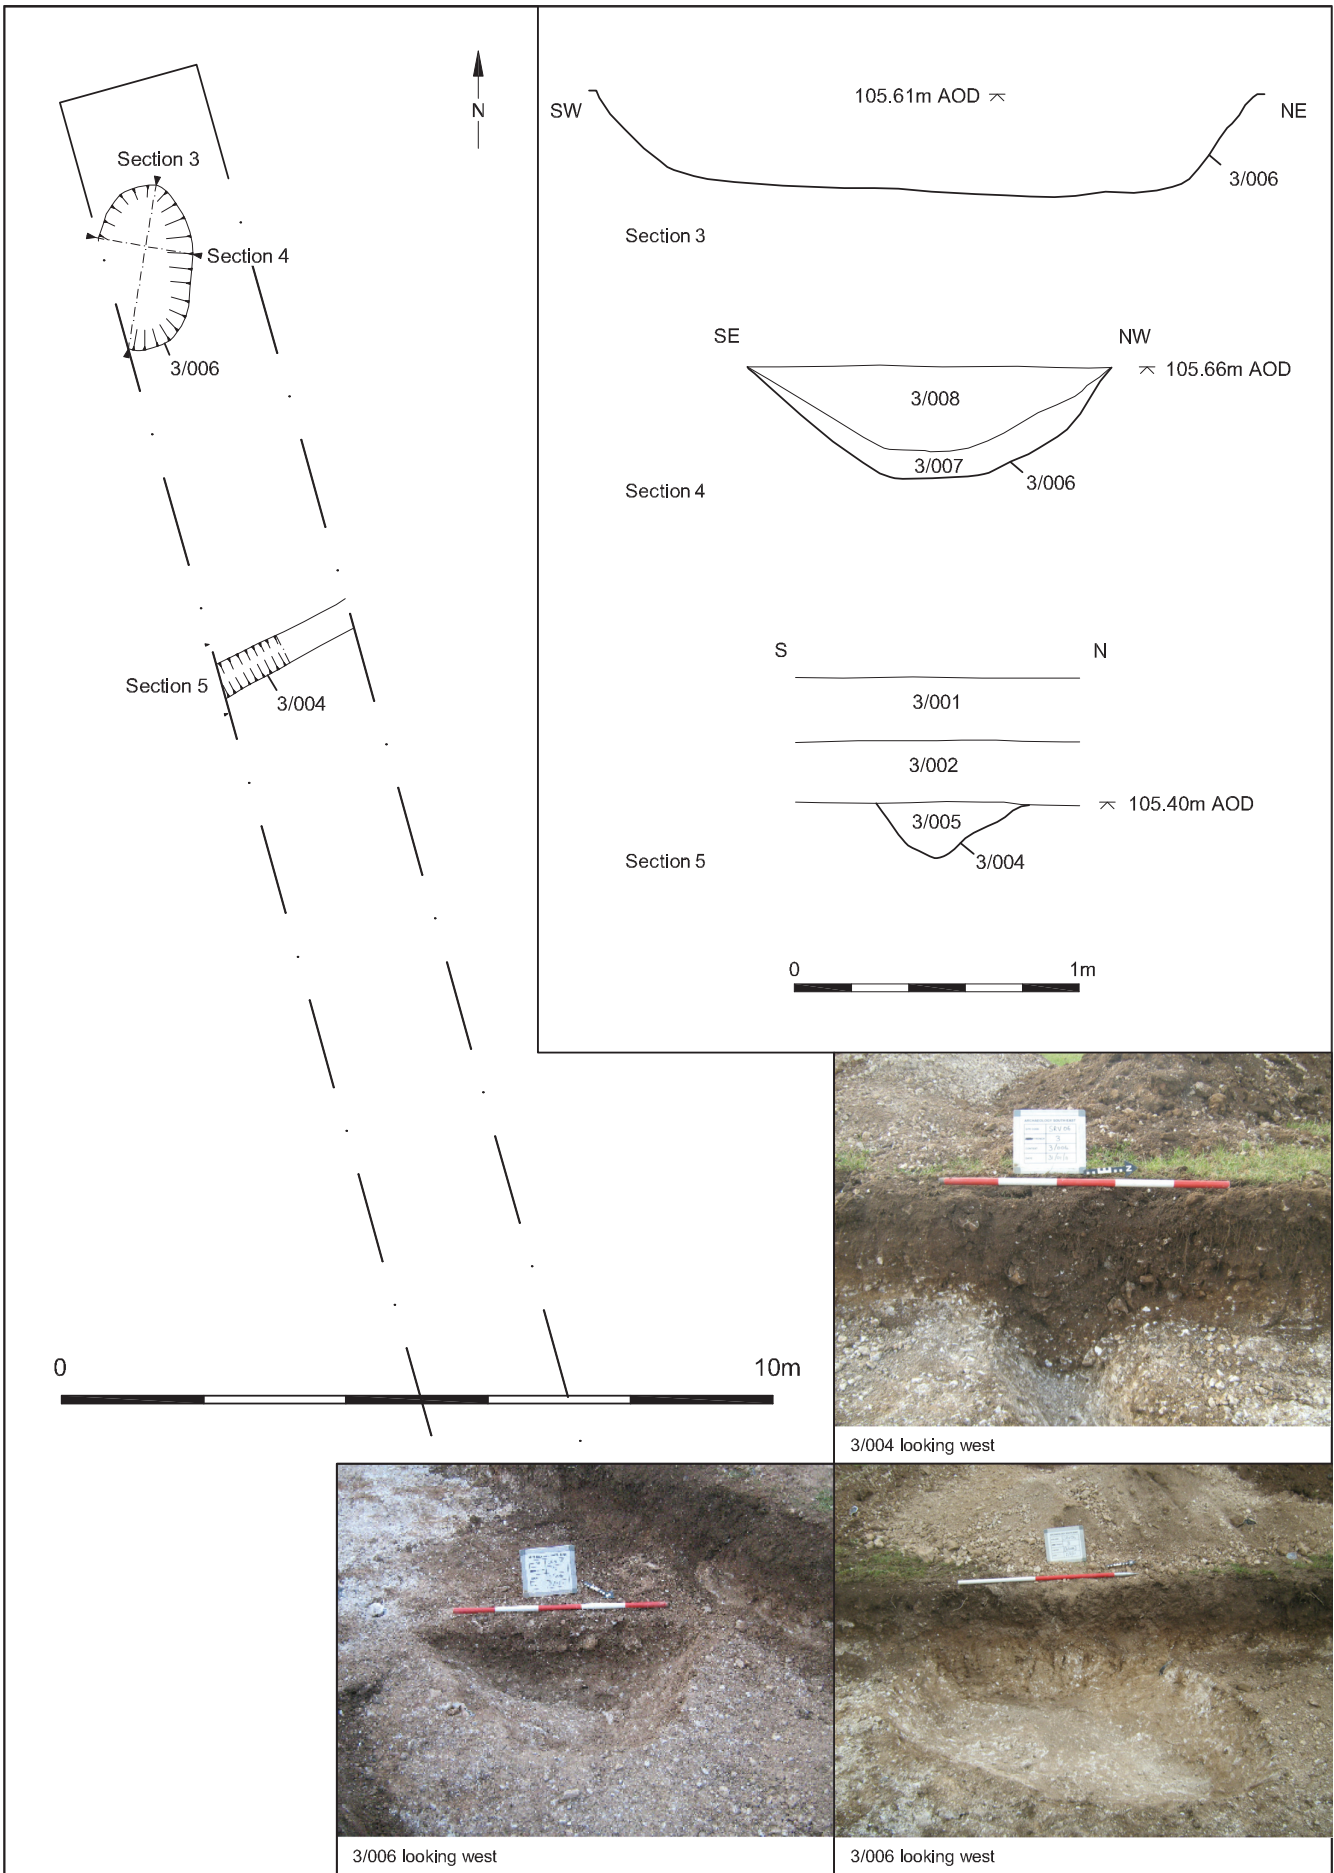 N
Section 3
Section 4
3/006
Section 5
3/004
0 10m
SW 105.61m AOD NE
3/006
Section 3
SE NW
105.66m AOD
3/008
3/007
3/006
Section 4
S N
3/001
3/002
105.40m AOD
3/005
3/004
Section 5
0 1m
3/004 looking west
3/006 looking west
3/006 looking west